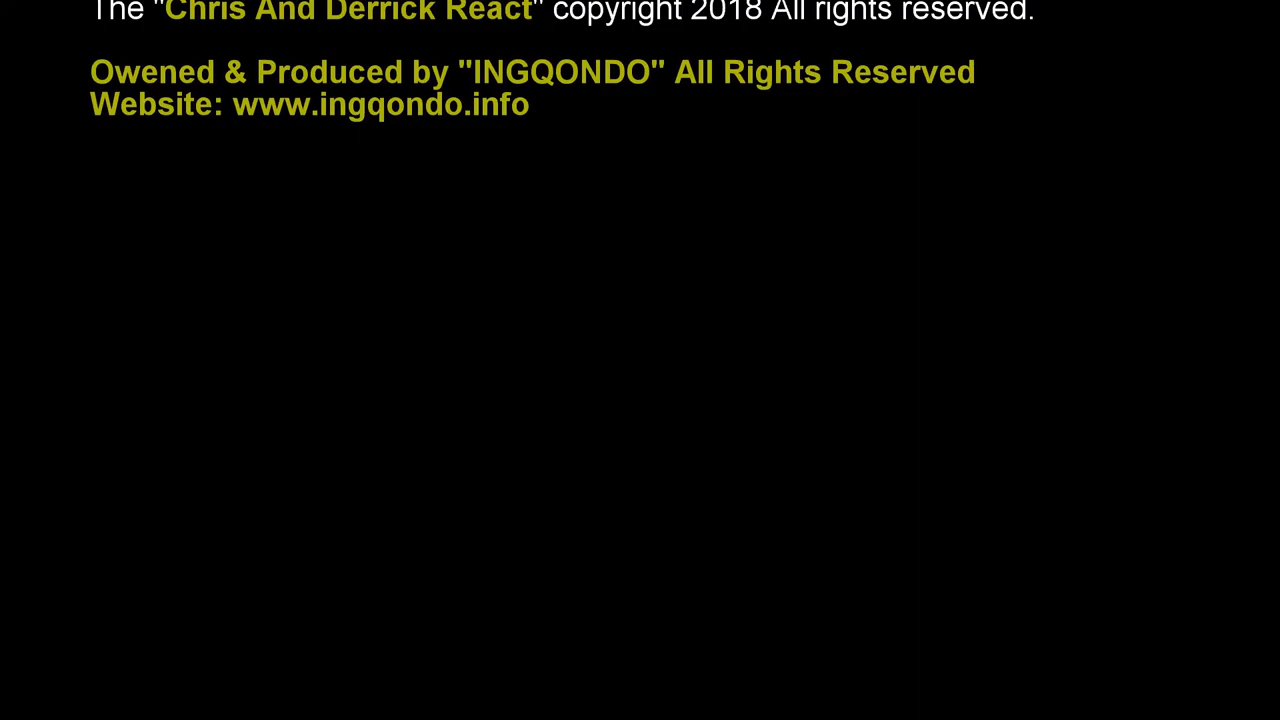 The "Chris And Derrick React" copyright 2018 All rights reserved.
Owened & Produced by "INGQONDO" All Rights Reserved
Website: www.ingqondo.info